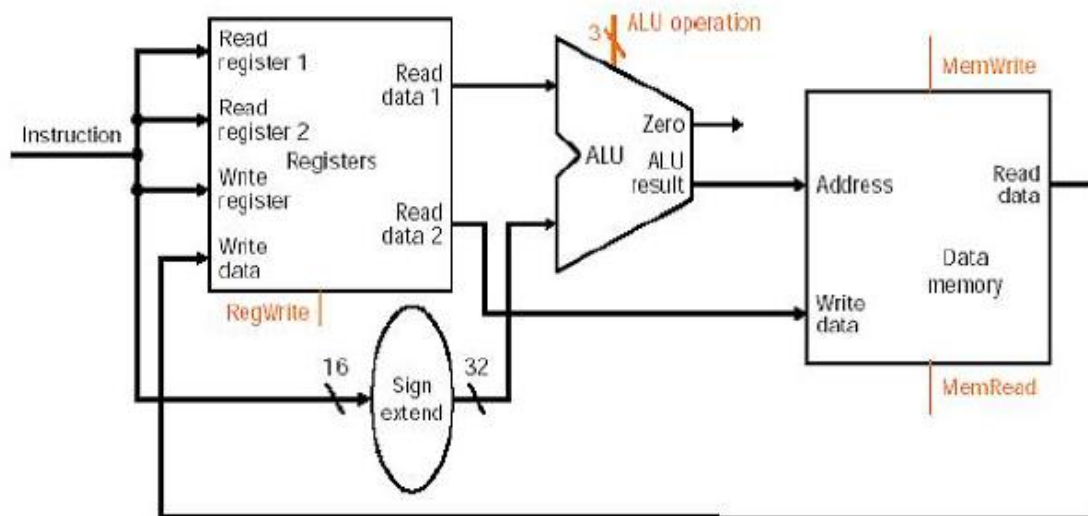 Instruction
Read
register 1
Read
register 2
Registers
Write
register
Write
data
Read
data 1
Read
data 2
RegWrite
16
Sign
extend
32
3
ALU operation
Zero
ALU
ALU
result
MemWrite
Address
Read
data
Data
memory
Write
data
MemRead